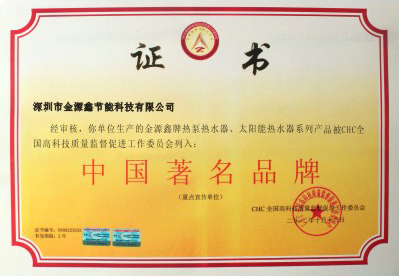 证书
深圳市金源鑫节能科技有限公司
经审核，你单位生产的金源鑫牌热泵热水器、太阳能热水器系列产品被CHC全
国高科技质量监督促进工作委员会列入：
中国著名品牌
（重点宣传单位）
CHC 全国高科技质量监督促进工作委员会